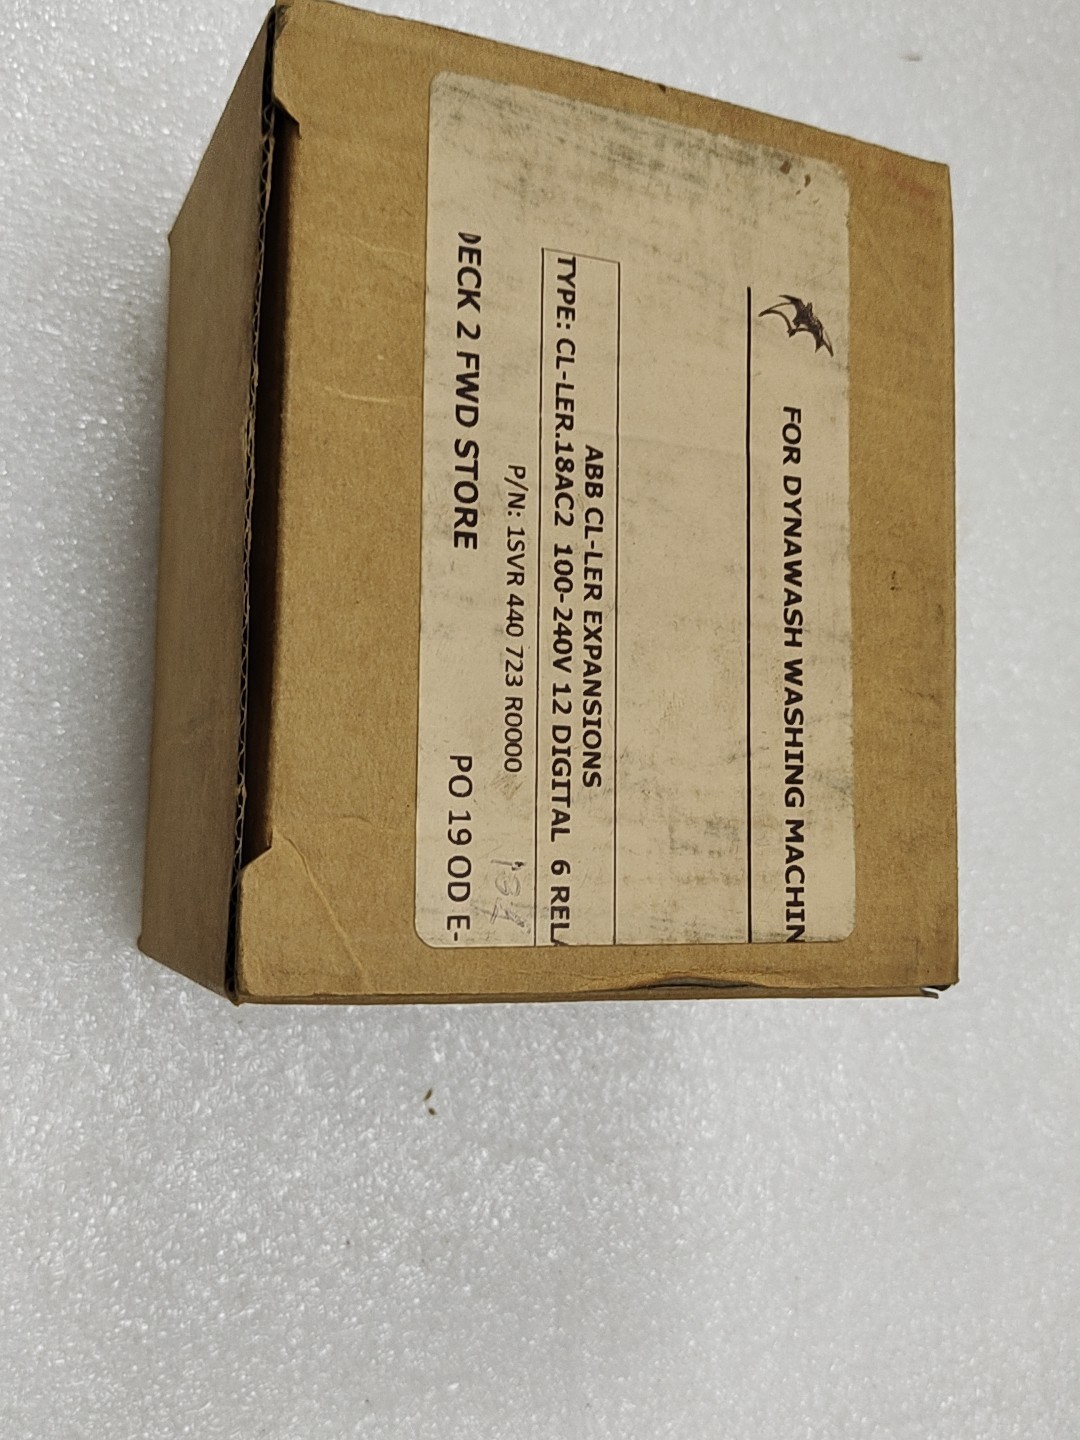 FOR DYNAWASH WASHING MACHIN
ABB CL-LER EXPANSIONS
TYPE: CL-LER.18AC2 100-240V 12 DIGITAL 6 REL
P/N: 1SVR 440 723 R0000
DECK 2 FWD STORE PO 19 OD E-